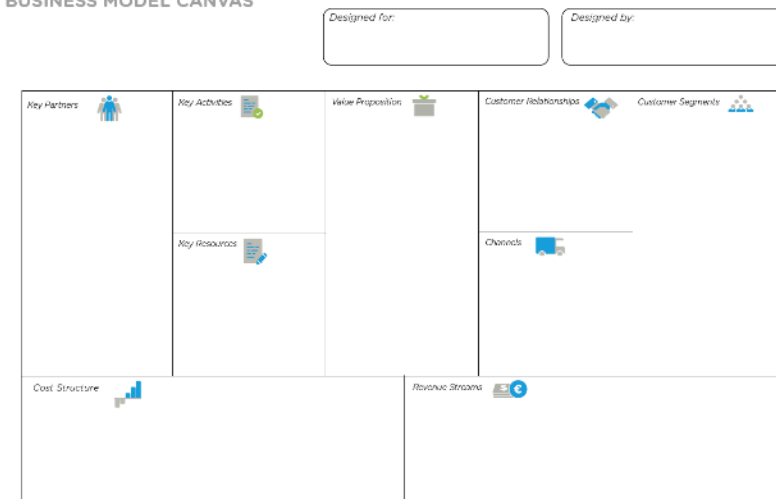 BUSINESS MODEL CANVAS
Designed for:
Designed by:
Key Partners
Key Activities
Value Proposition
Customer Relationships
Customer Segments
Key Resources
Channels
Cost Structure
Revenue Streams
€